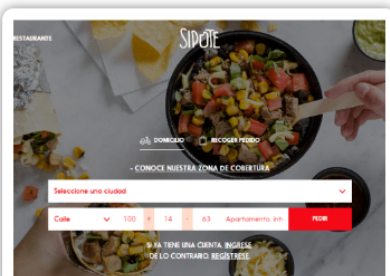 RESTAURANTE
SIPOTE
DOMICILIO
RECOGER PEDIDO
- CONOCE NUESTRA ZONA DE COBERTURA
Seleccione una ciudad
Calle 100 # 14 - 63 Apartamento, int PEDIR
SI YA TIENE UNA CUENTA, INGRESE
DE LO CONTRARIO, REGÍSTRESE.